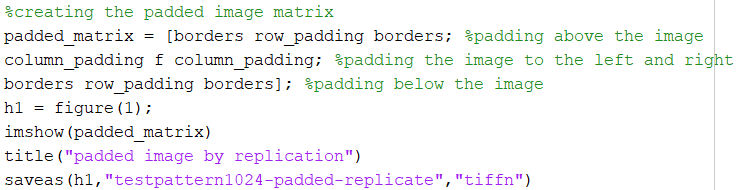 %creating the padded image matrix
padded_matrix = [borders row_padding borders; %padding above the image
column_padding f column_padding; %padding the image to the left and right
borders row_padding borders]; %padding below the image
h1 = figure(1);
imshow(padded_matrix)
title("padded image by replication")
saveas(h1,"testpattern1024-padded-replicate","tiffn")